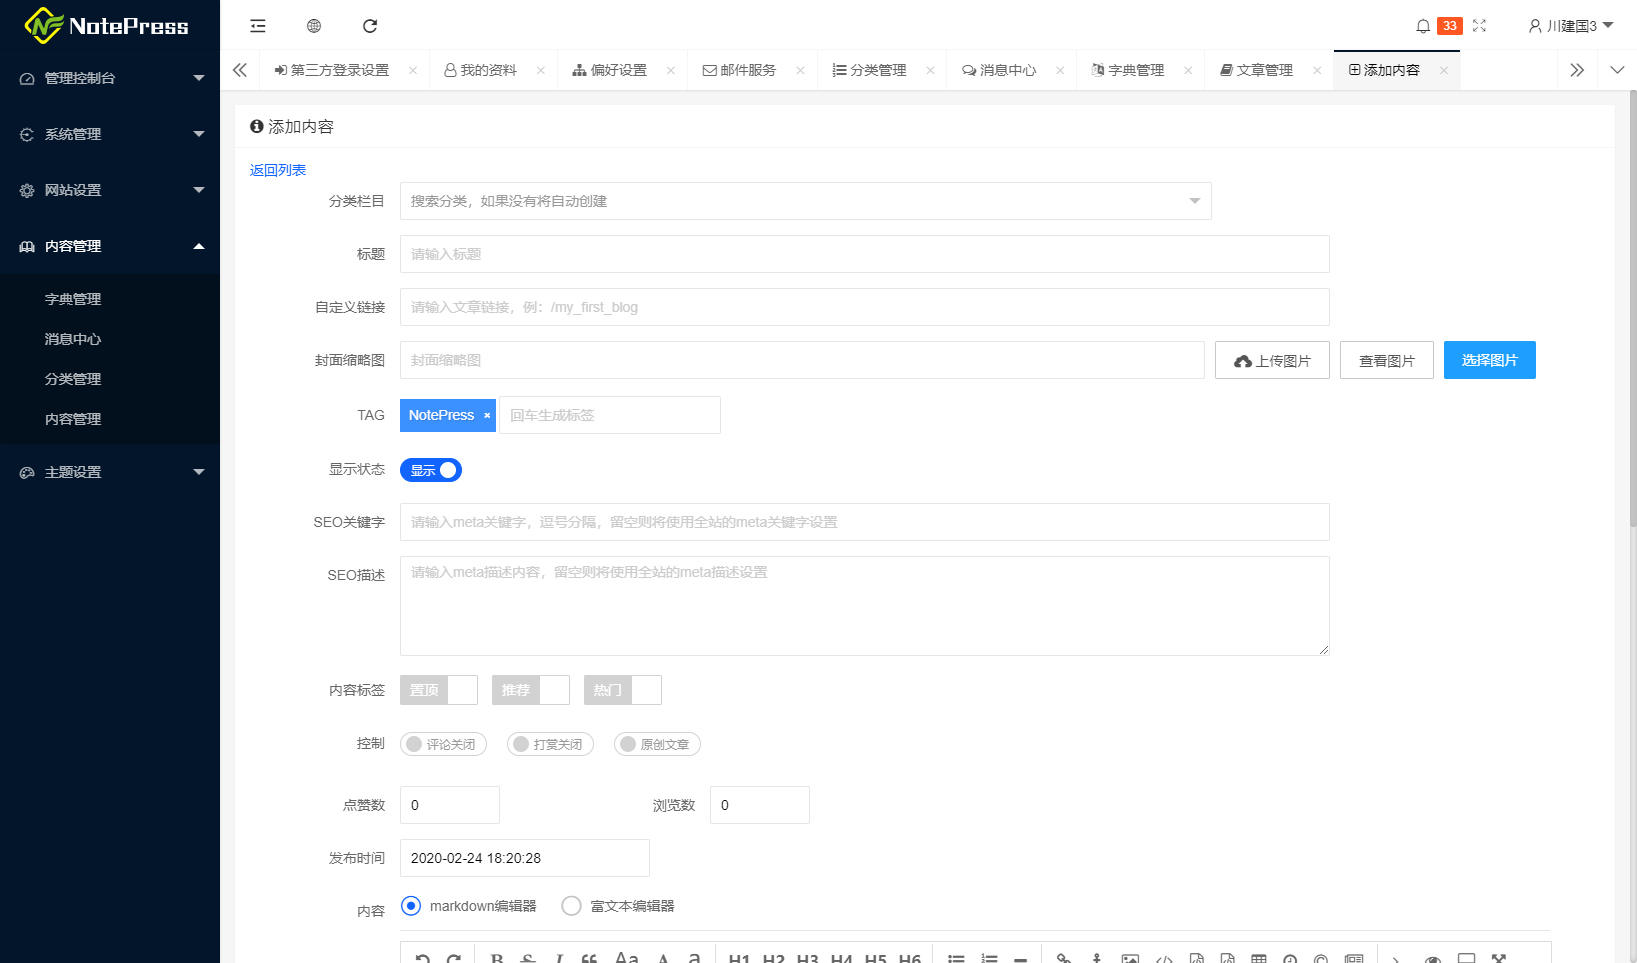 NotePress
33
川建国3
管理控制台
系统管理
网站设置
内容管理
字典管理
消息中心
分类管理
内容管理
主题设置
第三方登录设置 我的资料 偏好设置 邮件服务 分类管理 消息中心 字典管理 文章管理 添加内容
添加内容
返回列表
分类栏目 搜索分类，如果没有将自动创建
标题 请输入标题
自定义链接 请输入文章链接，例：/my_first_blog
封面缩略图 封面缩略图 上传图片 查看图片 选择图片
TAG NotePress × 回车生成标签
显示状态 显示
SEO关键字 请输入meta关键字，逗号分隔，留空则将使用全站的meta关键字设置
SEO描述 请输入meta描述内容，留空则将使用全站的meta描述设置
内容标签 置顶 推荐 热门
控制 评论关闭 打赏关闭 原创文章
点赞数 0 浏览数 0
发布时间 2020-02-24 18:20:28
内容 markdown编辑器 富文本编辑器
B S I Aa A a H1 H2 H3 H4 H5 H6